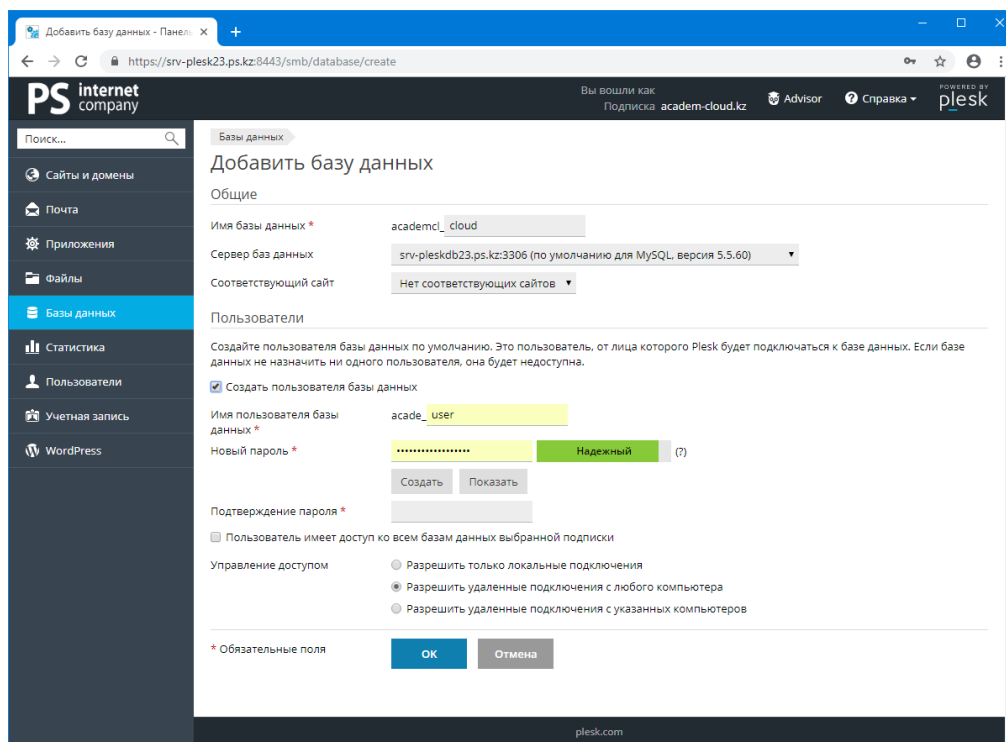 Добавить базу данных - Панель
https://srv-plesk23.ps.kz:8443/smb/database/create
PS internet company
Вы вошли как
Подписка academ-cloud.kz
Advisor
Справка
POWERED BY
plesk
Поиск...
Сайты и домены
Почта
Приложения
Файлы
Базы данных
Статистика
Пользователи
Учетная запись
WordPress
Базы данных
Добавить базу данных
Общие
Имя базы данных * academcl_ cloud
Сервер баз данных srv-pleskdb23.ps.kz:3306 (по умолчанию для MySQL, версия 5.5.60)
Соответствующий сайт Нет соответствующих сайтов
Пользователи
Создайте пользователя базы данных по умолчанию. Это пользователь, от лица которого Plesk будет подключаться к базе данных. Если базе
данных не назначить ни одного пользователя, она будет недоступна.
Создать пользователя базы данных
Имя пользователя базы
данных * acade_ user
Новый пароль * •••••••••••••••••• Надежный (?)
Создать Показать
Подтверждение пароля *
Пользователь имеет доступ ко всем базам данных выбранной подписки
Управление доступом Разрешить только локальные подключения
Разрешить удаленные подключения с любого компьютера
Разрешить удаленные подключения с указанных компьютеров
* Обязательные поля ОК Отмена
plesk.com